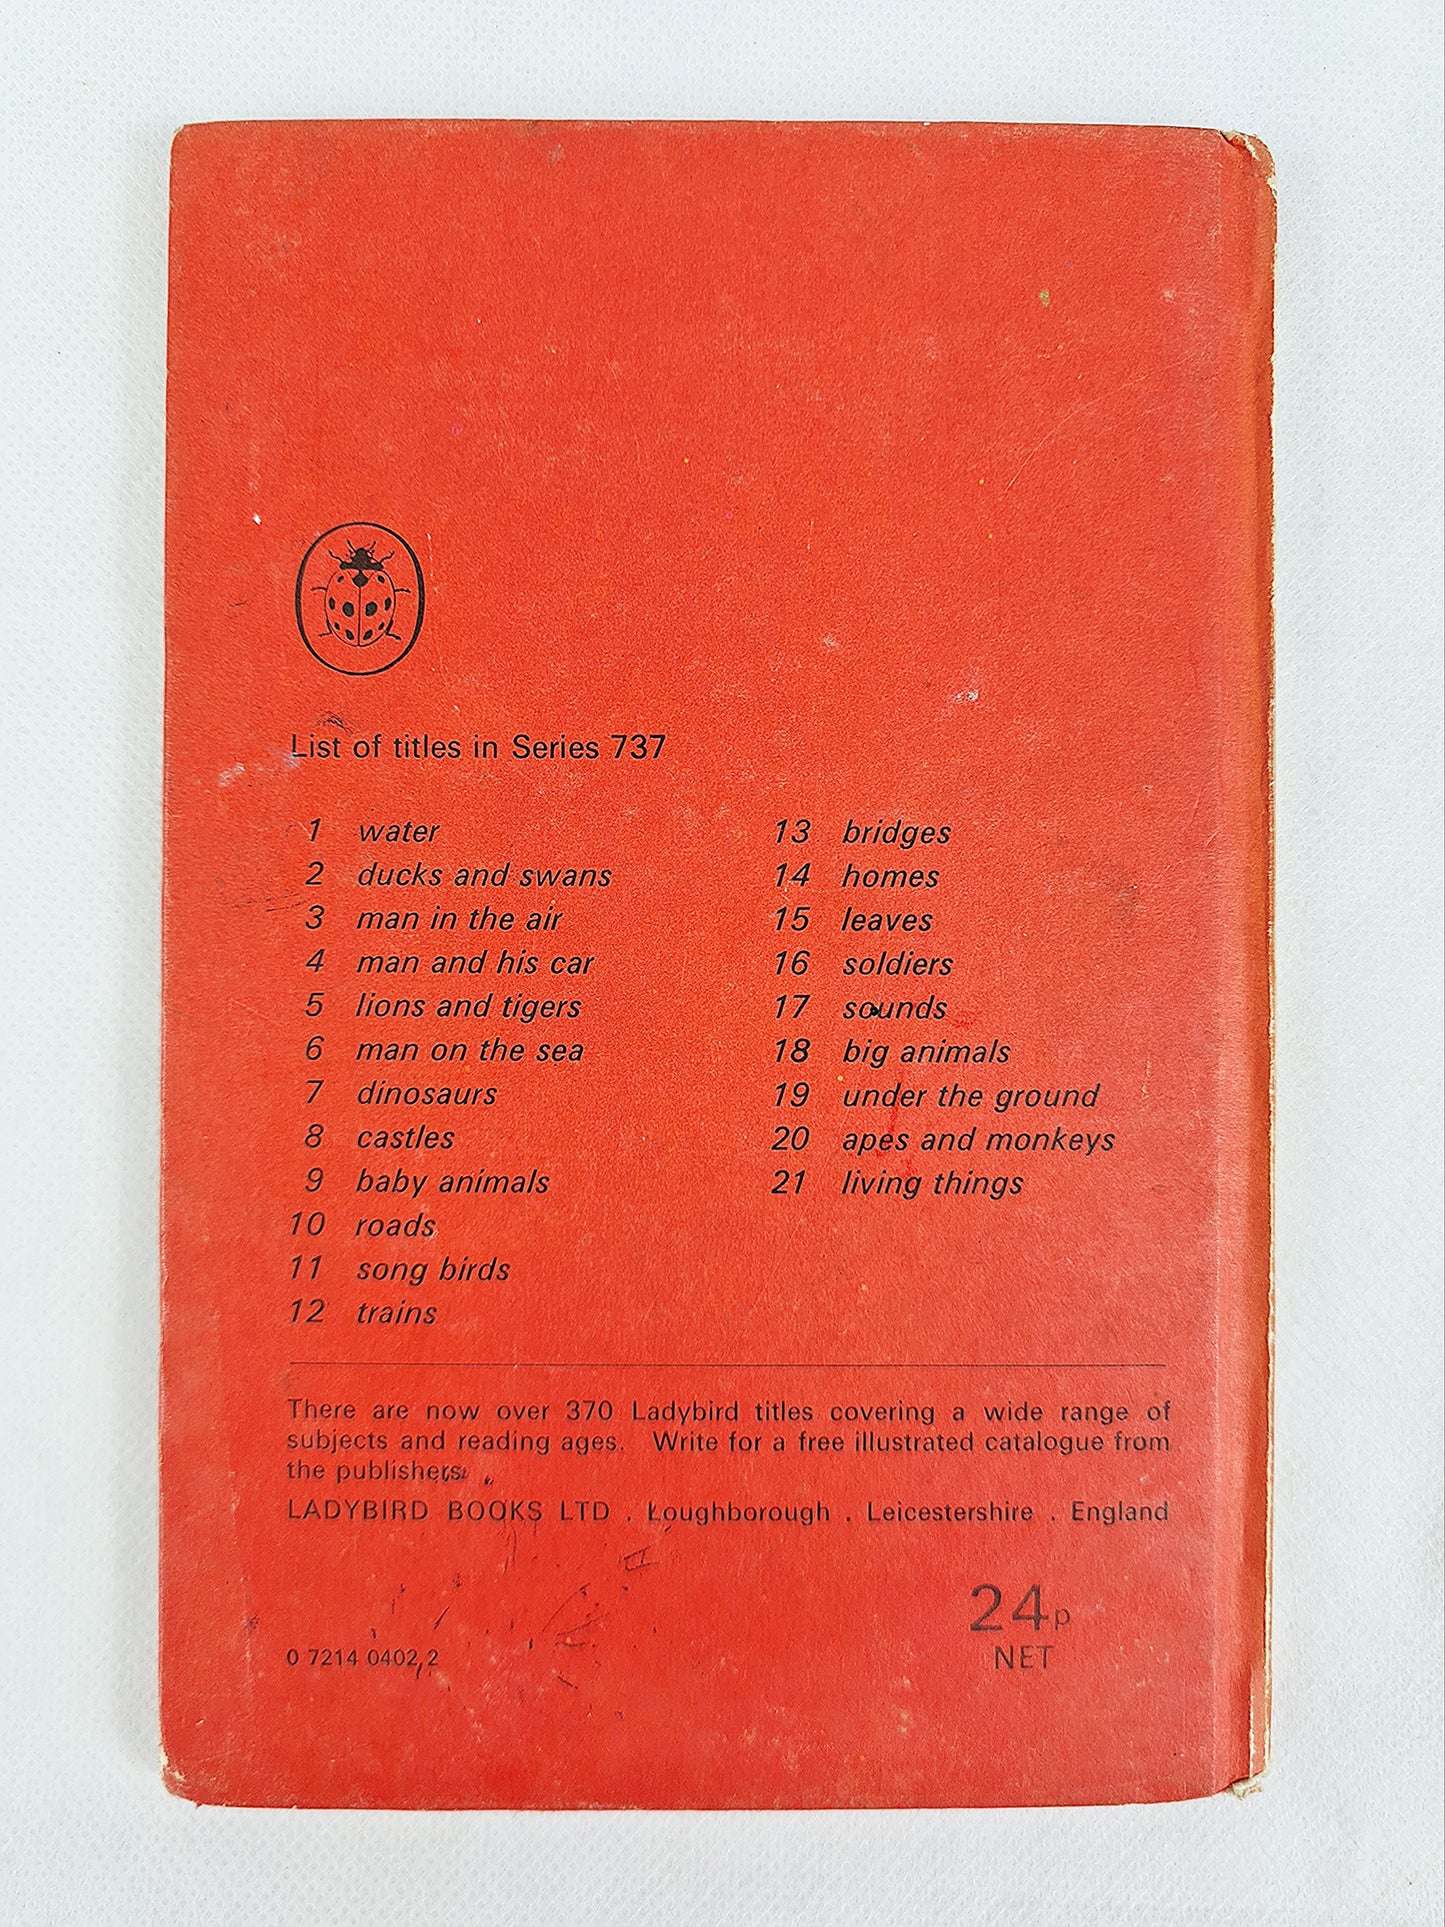 List of titles in Series 737
1 water
2 ducks and swans
3 man in the air
4 man and his car
5 lions and tigers
6 man on the sea
7 dinosaurs
8 castles
9 baby animals
10 roads
11 song birds
12 trains
13 bridges
14 homes
15 leaves
16 soldiers
17 sounds
18 big animals
19 under the ground
20 apes and monkeys
21 living things
There are now over 370 Ladybird titles covering a wide range of
subjects and reading ages. Write for a free illustrated catalogue from
the publishers
LADYBIRD BOOKS LTD . Loughborough . Leicestershire . England
24p
NET
0 7214 0402 2